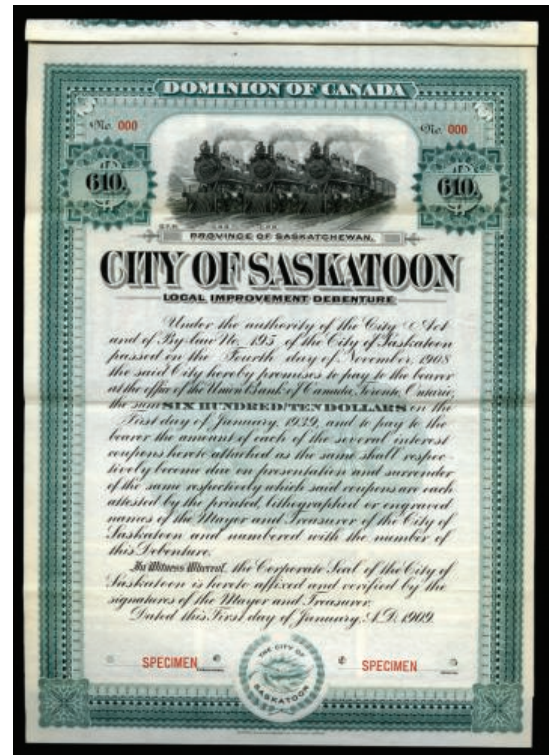 DOMINION OF CANADA
No. 000 No. 000
610. 610.
G.T.P. C.N.R. C.P.R.
PROVINCE OF SASKATCHEWAN.
CITY OF SASKATOON
LOCAL IMPROVEMENT DEBENTURE
Under the authority of the City Act
and of By-law No. 195 of the City of Saskatoon
passed on the Fourth day of November, 1908
the said City hereby promises to pay to the bearer
at the office of the Union Bank of Canada, Toronto, Ontario,
the sum SIX HUNDRED/TEN DOLLARS on the
First day of January, 1939, and to pay to the
bearer the amount of each of the several interest
coupons hereto attached as the same shall respec-
tively become due on presentation and surrender
of the same respectively which said coupons are each
attested by the printed, lithographed or engraved
names of the Mayor and Treasurer of the City of
Saskatoon and numbered with the number of
this Debenture.
In Witness Whereof, the Corporate Seal of the City of
Saskatoon is hereto affixed and verified by the
signatures of the Mayor and Treasurer.
Dated this First day of January, A.D. 1909.
SPECIMEN SPECIMEN
THE CITY OF
SASKATOON